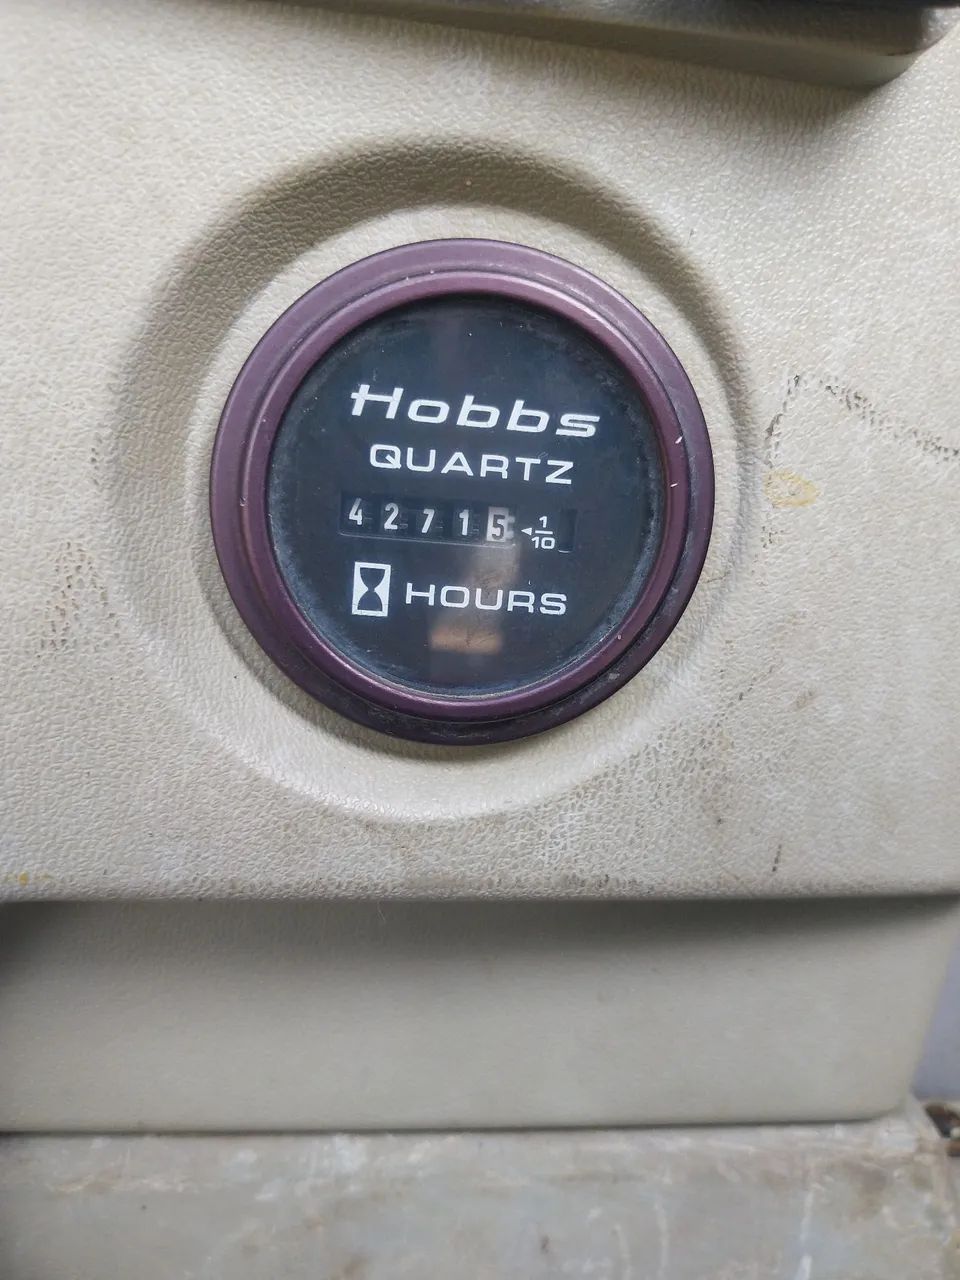 Hobbs
QUARTZ
42715 ◄1/10
HOURS